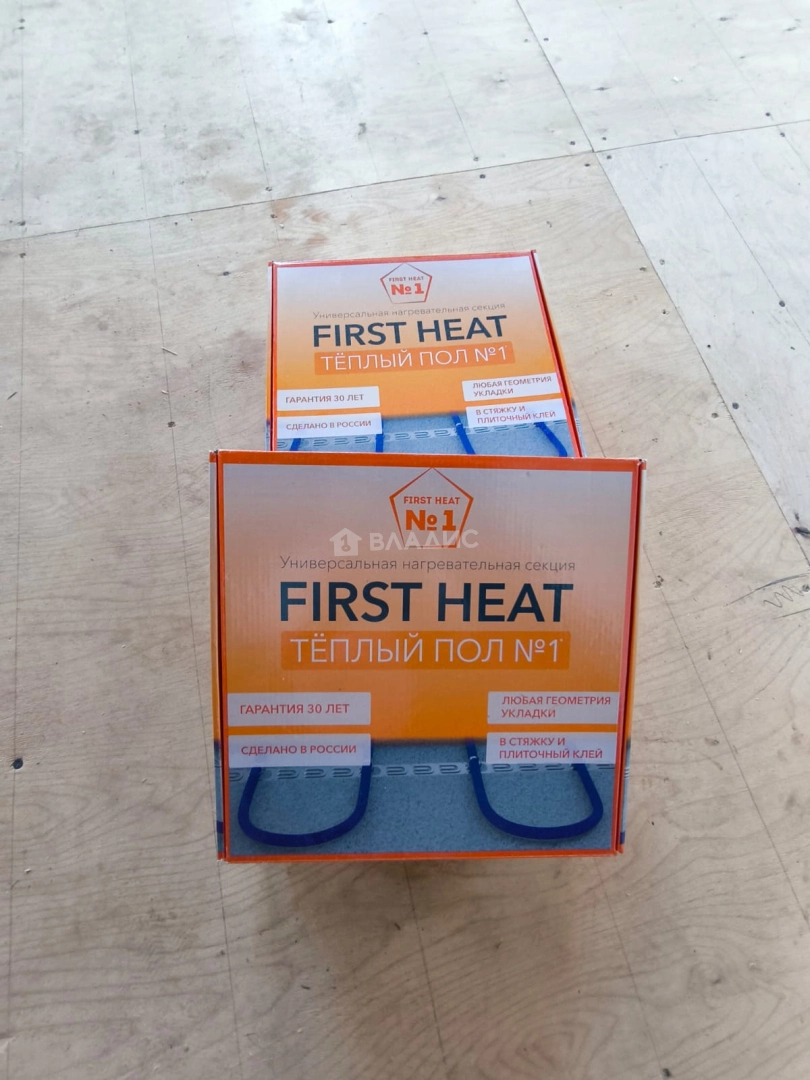 FIRST HEAT
№1
Универсальная нагревательная секция
FIRST HEAT
ТЁПЛЫЙ ПОЛ №1
ГАРАНТИЯ 30 ЛЕТ
ЛЮБАЯ ГЕОМЕТРИЯ
УКЛАДКИ
СДЕЛАНО В РОССИИ
В СТЯЖКУ И
ПЛИТОЧНЫЙ КЛЕЙ
FIRST HEAT
№1
ВЛАДИС
Универсальная нагревательная секция
FIRST HEAT
ТЁПЛЫЙ ПОЛ №1
ГАРАНТИЯ 30 ЛЕТ
ЛЮБАЯ ГЕОМЕТРИЯ
УКЛАДКИ
СДЕЛАНО В РОССИИ
В СТЯЖКУ И
ПЛИТОЧНЫЙ КЛЕЙ